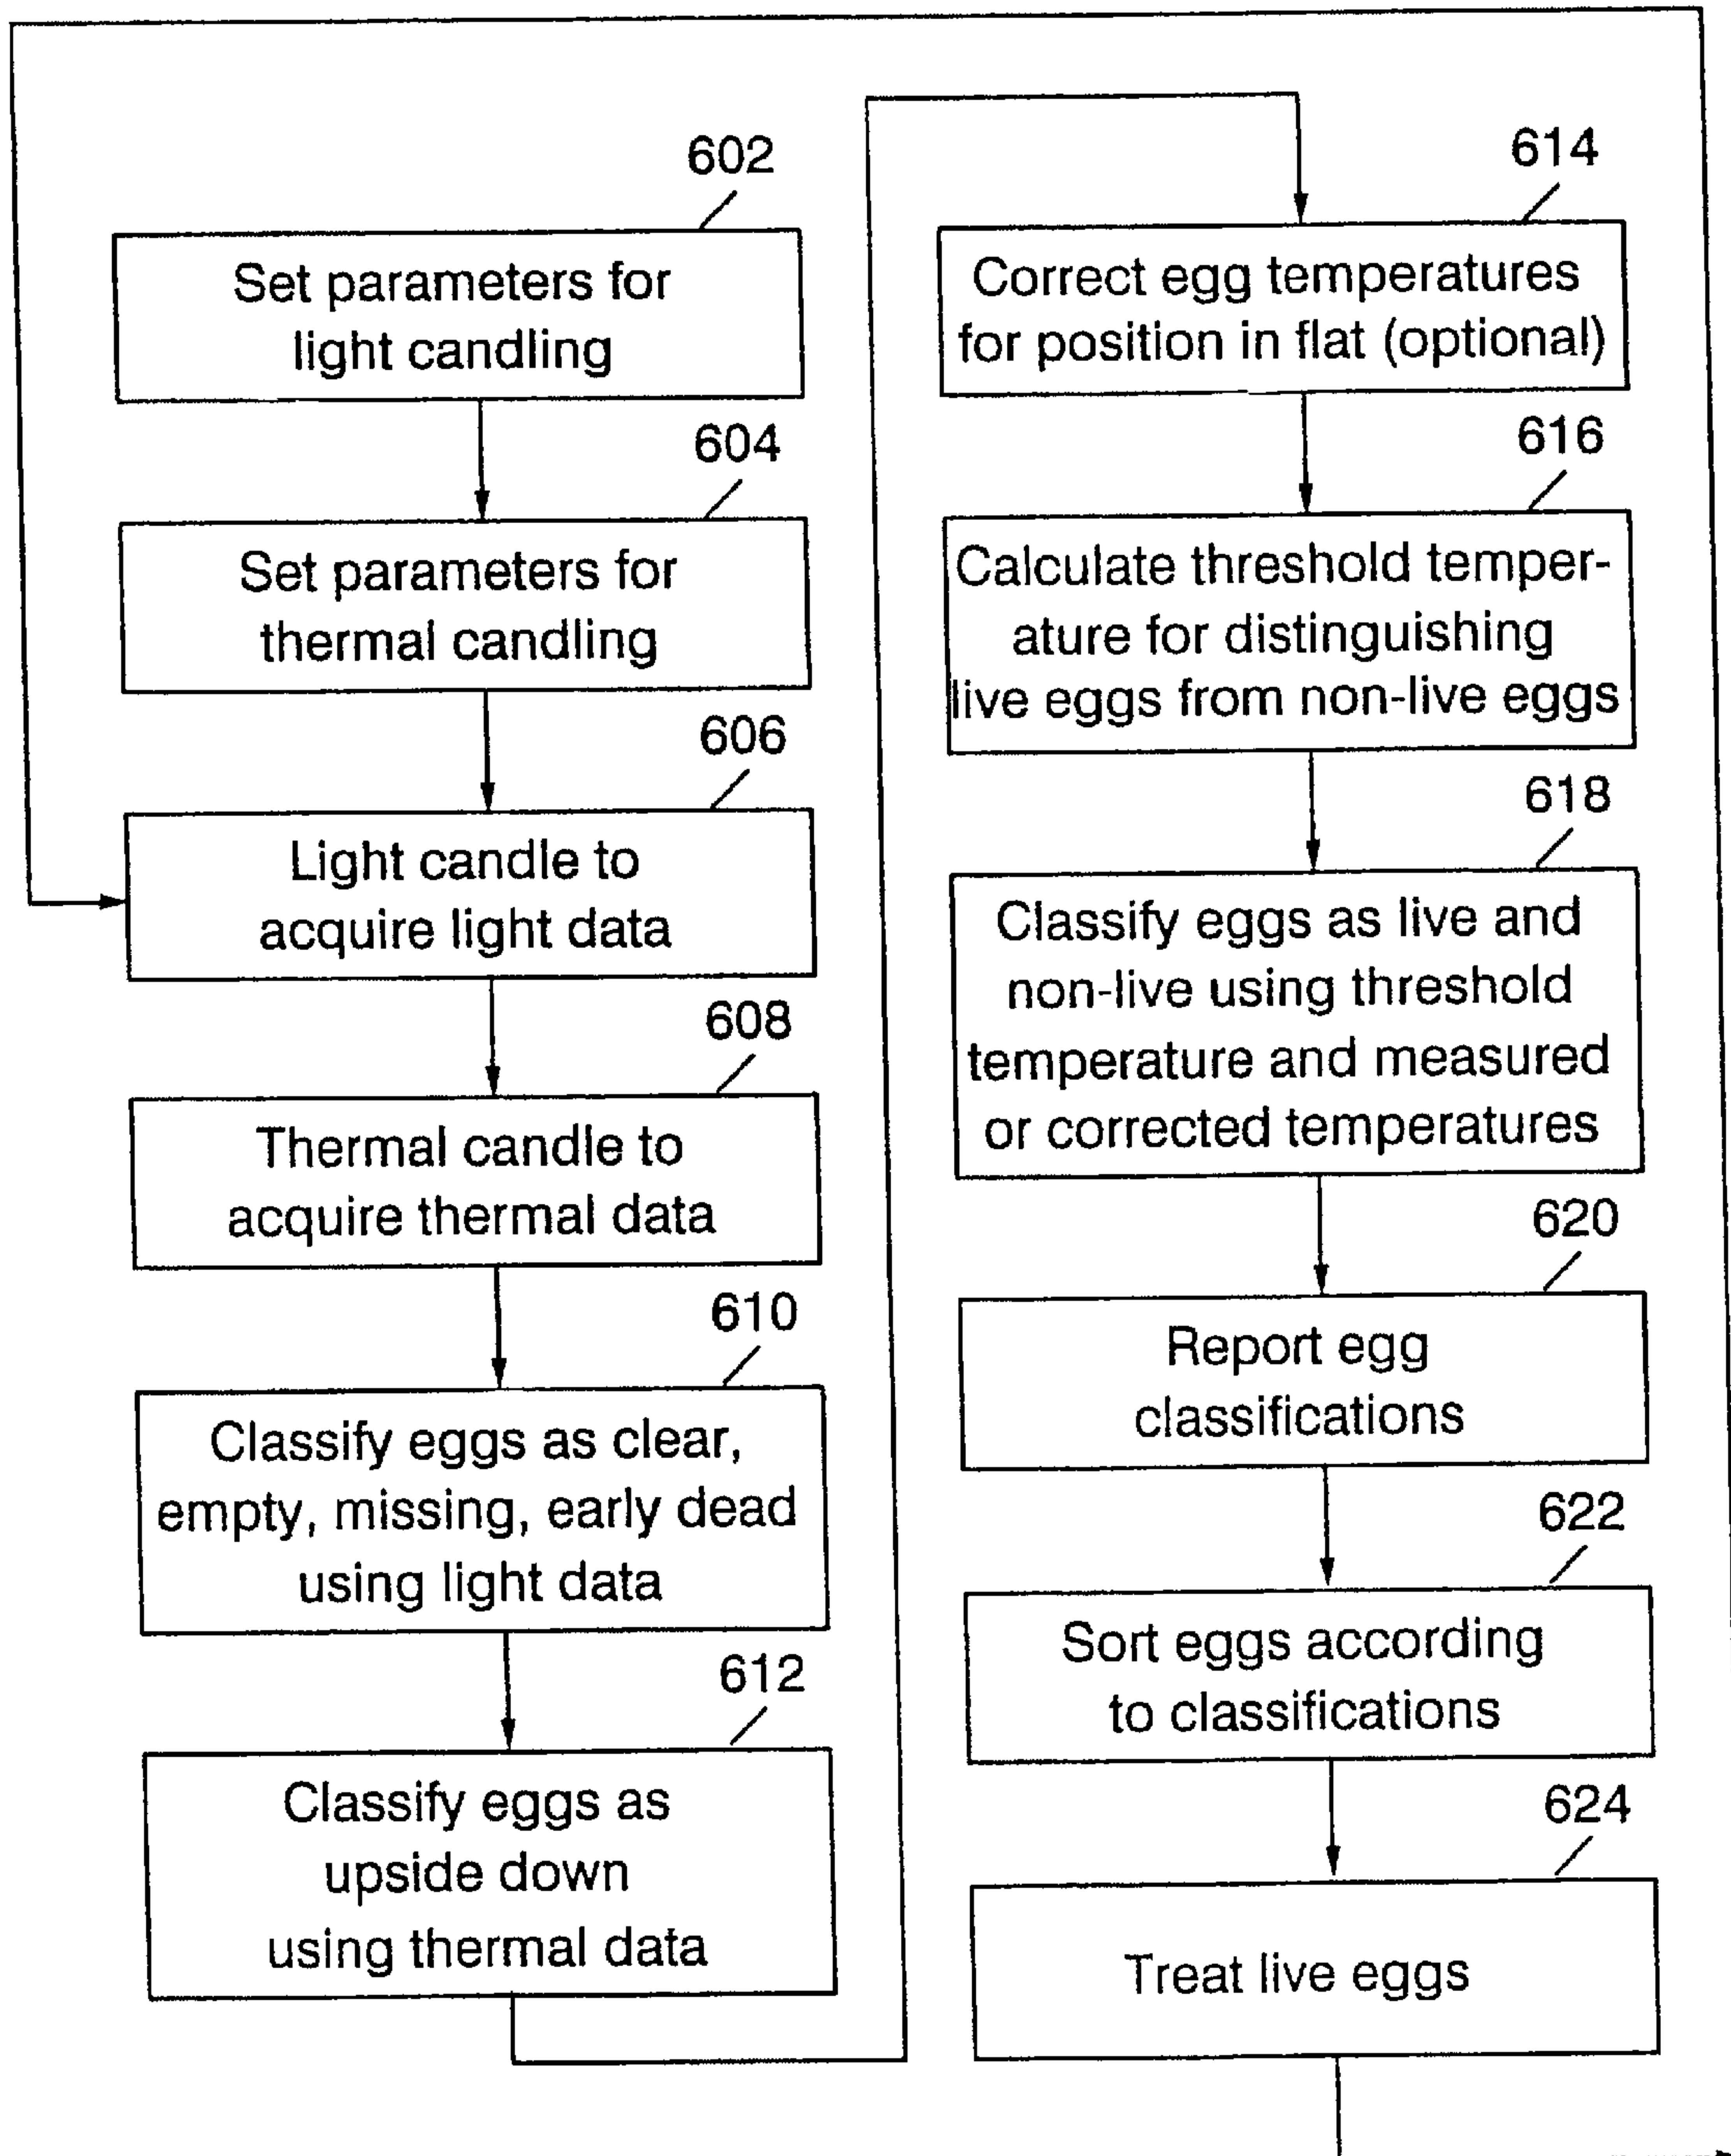 602
Set parameters for
light candling
604
Set parameters for
thermal candling
606
Light candle to
acquire light data
608
Thermal candle to
acquire thermal data
610
Classify eggs as clear,
empty, missing, early dead
using light data
612
Classify eggs as
upside down
using thermal data
614
Correct egg temperatures
for position in flat (optional)
616
Calculate threshold temper-
ature for distinguishing
live eggs from non-live eggs
618
Classify eggs as live and
non-live using threshold
temperature and measured
or corrected temperatures
620
Report egg
classifications
622
Sort eggs according
to classifications
624
Treat live eggs